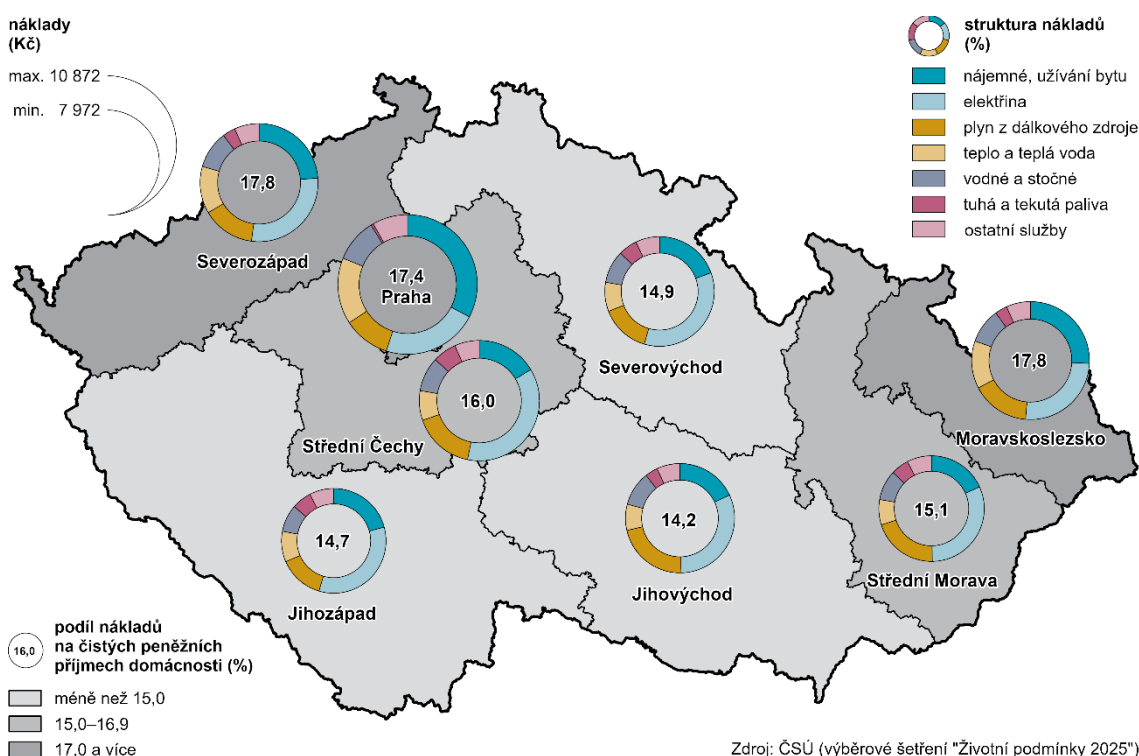 náklady
(Kč)
max. 10 872
min. 7 972
struktura nákladů
(%)
nájemné, užívání bytu
elektřina
plyn z dálkového zdroje
teplo a teplá voda
vodné a stočné
tuhá a tekutá paliva
ostatní služby
17,8
Severozápad
17,4
Praha
14,9
Severovýchod
17,8
Moravskoslezsko
16,0
Střední Čechy
15,1
Střední Morava
14,2
Jihovýchod
14,7
Jihozápad
16,0
podíl nákladů
na čistých peněžních
příjmech domácnosti (%)
méně než 15,0
15,0–16,9
17,0 a více
Zdroj: ČSÚ (výběrové šetření "Životní podmínky 2025")